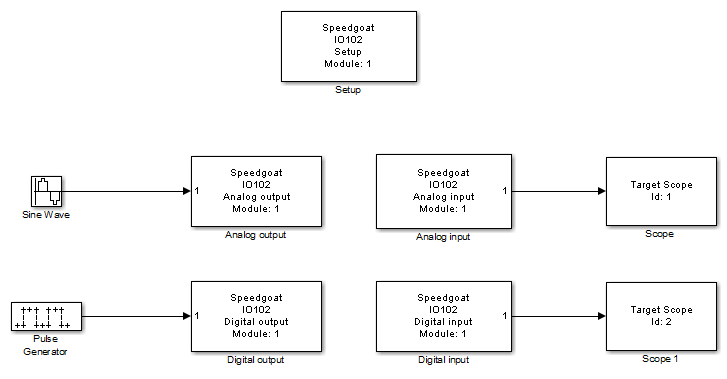 Speedgoat
IO102
Setup
Module: 1
Setup
1
Speedgoat
IO102
Analog output
Module: 1
Speedgoat
IO102
Analog input
Module: 1
1
Target Scope
Id: 1
Sine Wave
Analog output
Analog input
Scope
1
Speedgoat
IO102
Digital output
Module: 1
Speedgoat
IO102
Digital input
Module: 1
1
Target Scope
Id: 2
Pulse
Generator
Digital output
Digital input
Scope 1